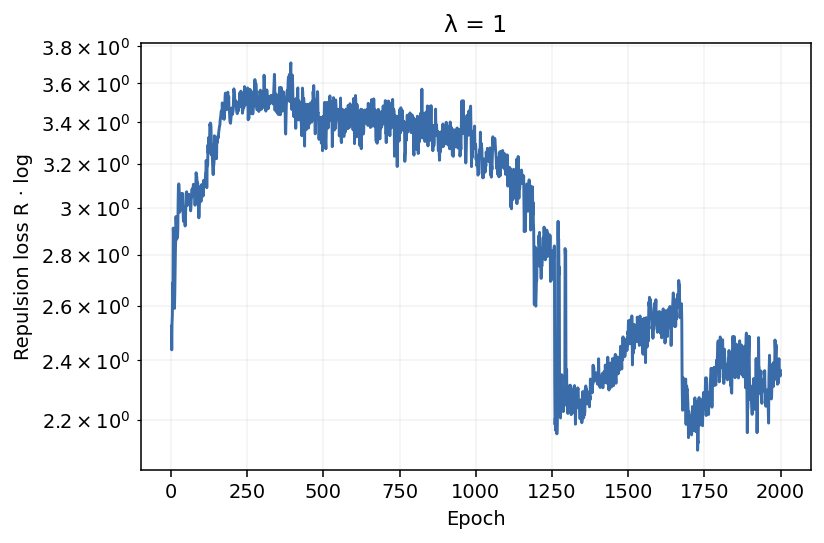 λ = 1
Repulsion loss R · log
3.8 × 10⁰
3.6 × 10⁰
3.4 × 10⁰
3.2 × 10⁰
3 × 10⁰
2.8 × 10⁰
2.6 × 10⁰
2.4 × 10⁰
2.2 × 10⁰
0 250 500 750 1000 1250 1500 1750 2000
Epoch